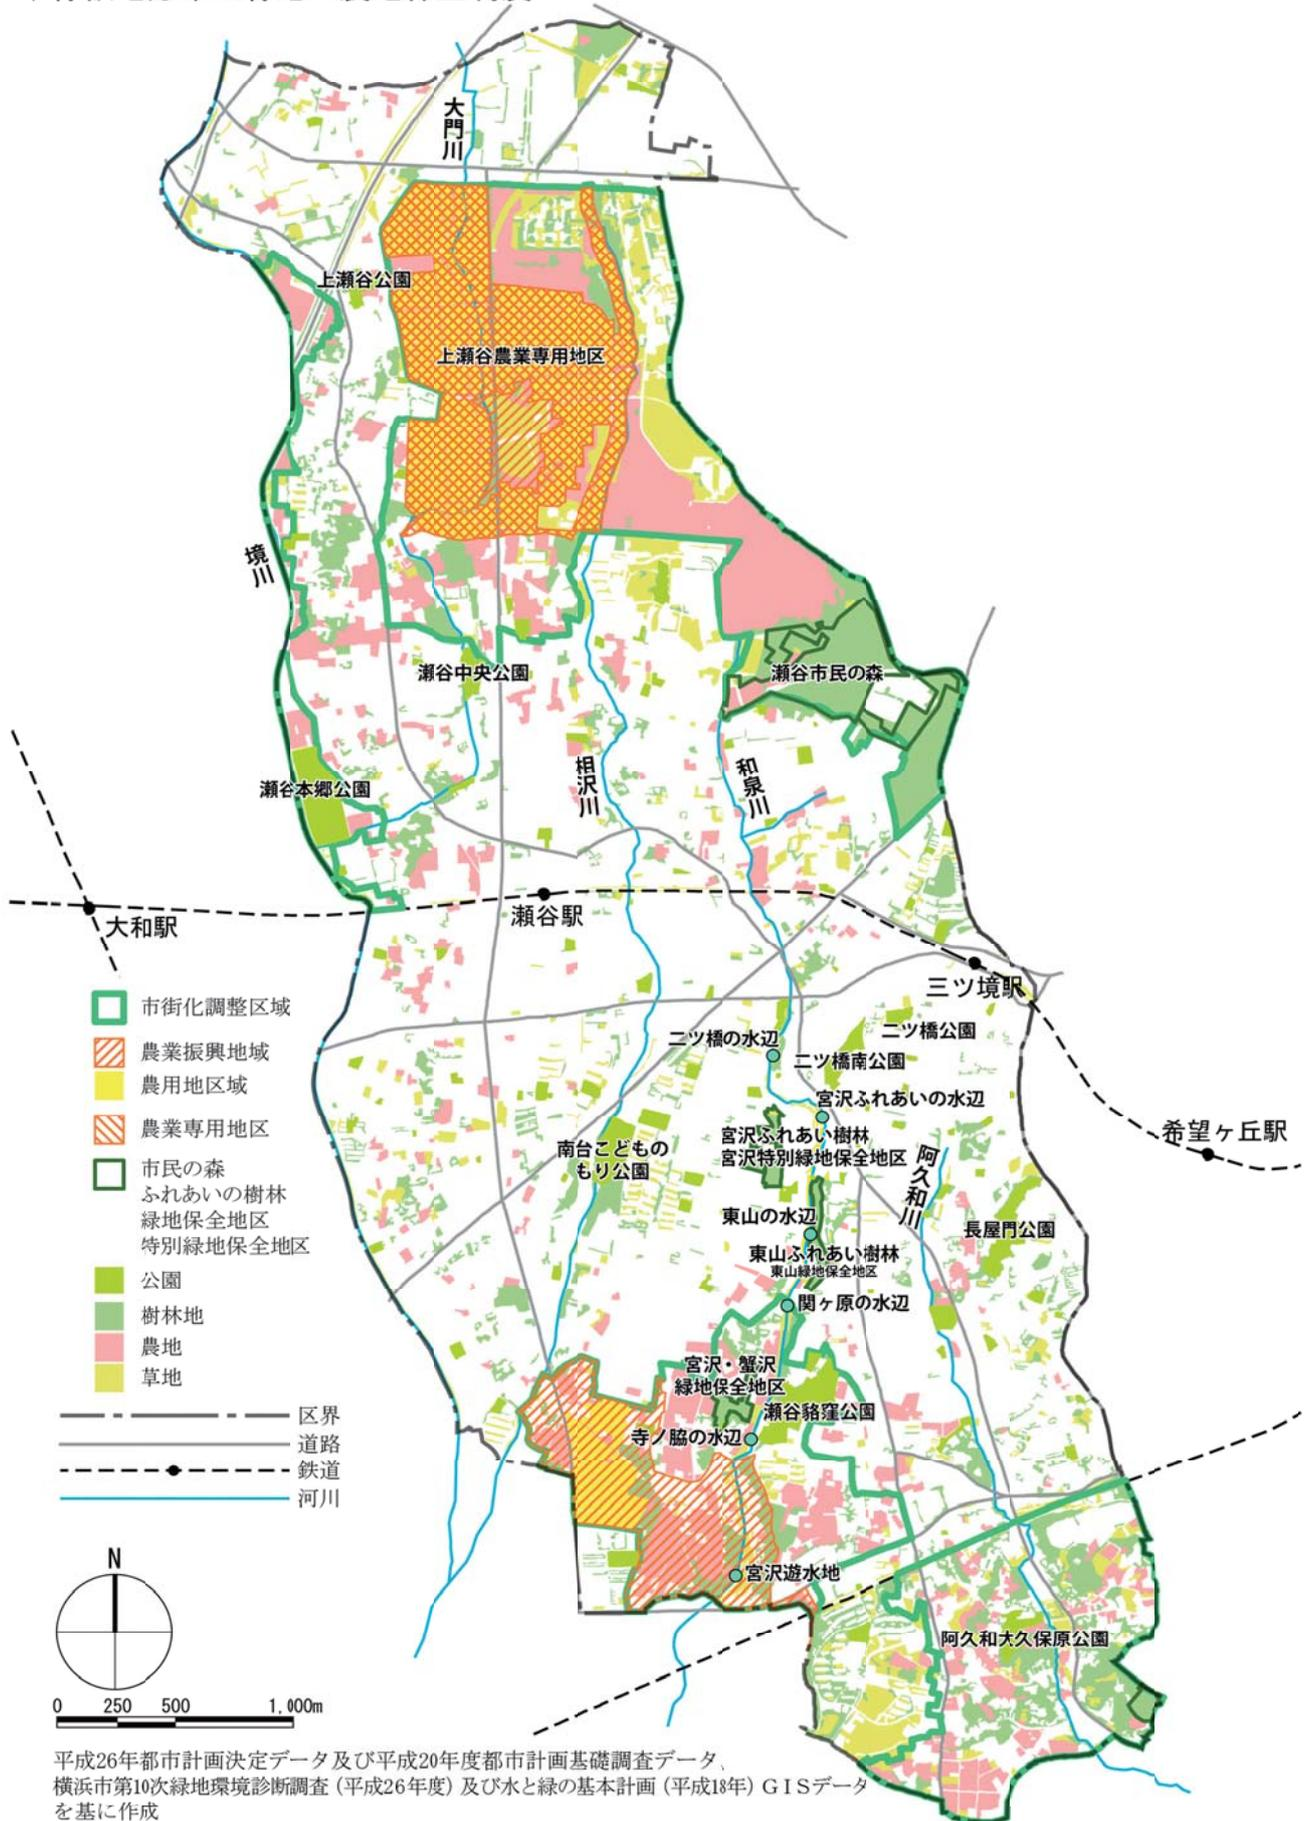 大門川
上瀬谷公園
上瀬谷農業専用地区
境川
瀬谷中央公園
瀬谷市民の森
瀬谷本郷公園
相沢川
和泉川
大和駅
瀬谷駅
三ツ境駅
二ツ橋公園
二ツ橋の水辺
二ツ橋南公園
宮沢ふれあいの水辺
希望ヶ丘駅
宮沢ふれあい樹林
宮沢特別緑地保全地区
南台こどもの
もり公園
阿久和川
東山の水辺
長屋門公園
東山ふれあい樹林
東山緑地保全地区
関ヶ原の水辺
宮沢・蟹沢
緑地保全地区
瀬谷貉窪公園
寺ノ脇の水辺
宮沢遊水地
阿久和大久保原公園
市街化調整区域
農業振興地域
農用地区域
農業専用地区
市民の森
ふれあいの樹林
緑地保全地区
特別緑地保全地区
公園
樹林地
農地
草地
区界
道路
鉄道
河川
N
0 250 500 1,000m
平成26年都市計画決定データ及び平成20年度都市計画基礎調査データ、
横浜市第10次緑地環境診断調査（平成26年度）及び水と緑の基本計画（平成18年）GISデータ
を基に作成